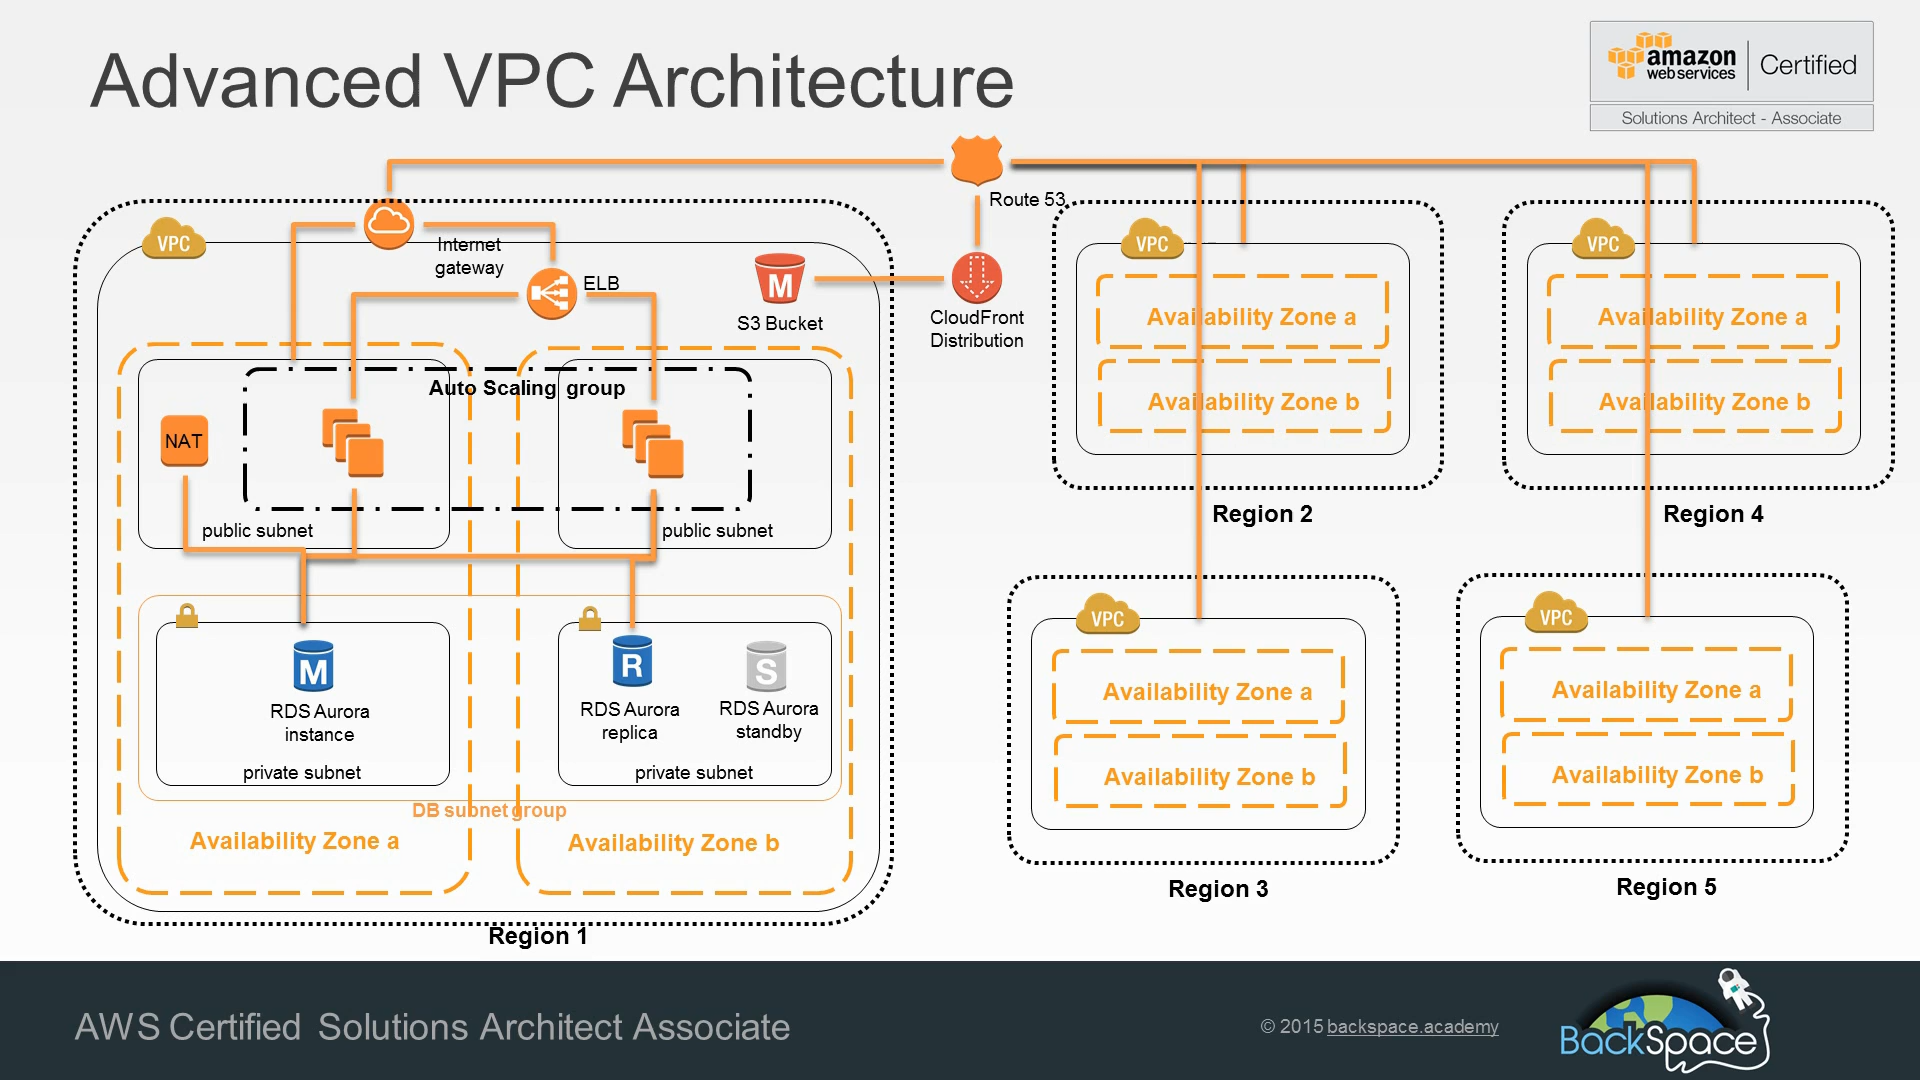 Advanced VPC Architecture
amazon
web services
Certified
Solutions Architect - Associate
Route 53
VPC
Internet
gateway
ELB
M
S3 Bucket
CloudFront
Distribution
Auto Scaling group
NAT
public subnet
public subnet
M
RDS Aurora
instance
private subnet
R
RDS Aurora
replica
S
RDS Aurora
standby
private subnet
DB subnet group
Availability Zone a
Availability Zone b
Region 1
VPC
Availability Zone a
Availability Zone b
Region 2
VPC
Availability Zone a
Availability Zone b
Region 4
VPC
Availability Zone a
Availability Zone b
Region 3
VPC
Availability Zone a
Availability Zone b
Region 5
AWS Certified Solutions Architect Associate
© 2015 backspace.academy
BackSpace